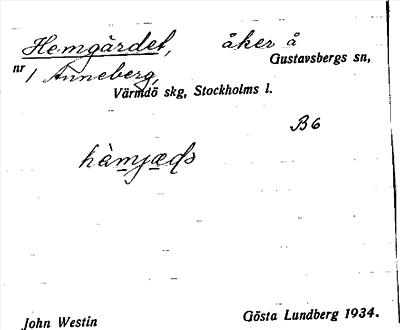 Hemgärdet, åker å
Gustavsbergs sn,
nr 1 Anneberg,
Värmdö skg, Stockholms l.
B6
hàmjæḍs
John Westin Gösta Lundberg 1934.